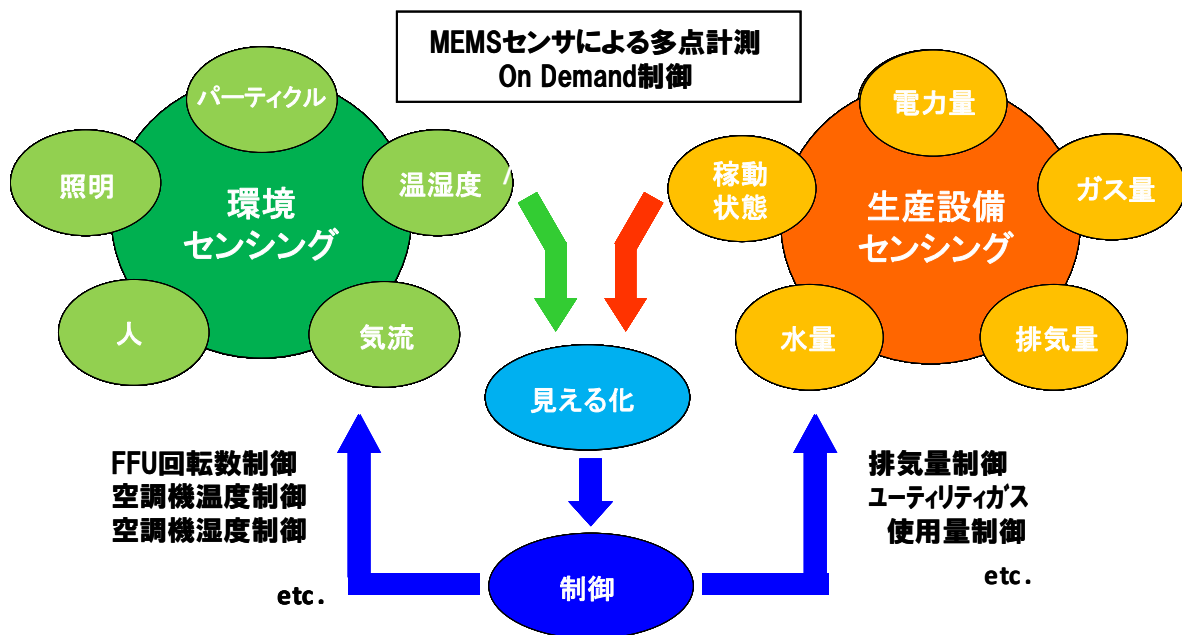 MEMSセンサによる多点計測
On Demand制御
パーティクル
照明
温湿度
環境
センシング
人
気流
電力量
稼動
状態
ガス量
生産設備
センシング
水量
排気量
見える化
FFU回転数制御
空調機温度制御
空調機湿度制御
etc.
排気量制御
ユーティリティガス
使用量制御
etc.
制御